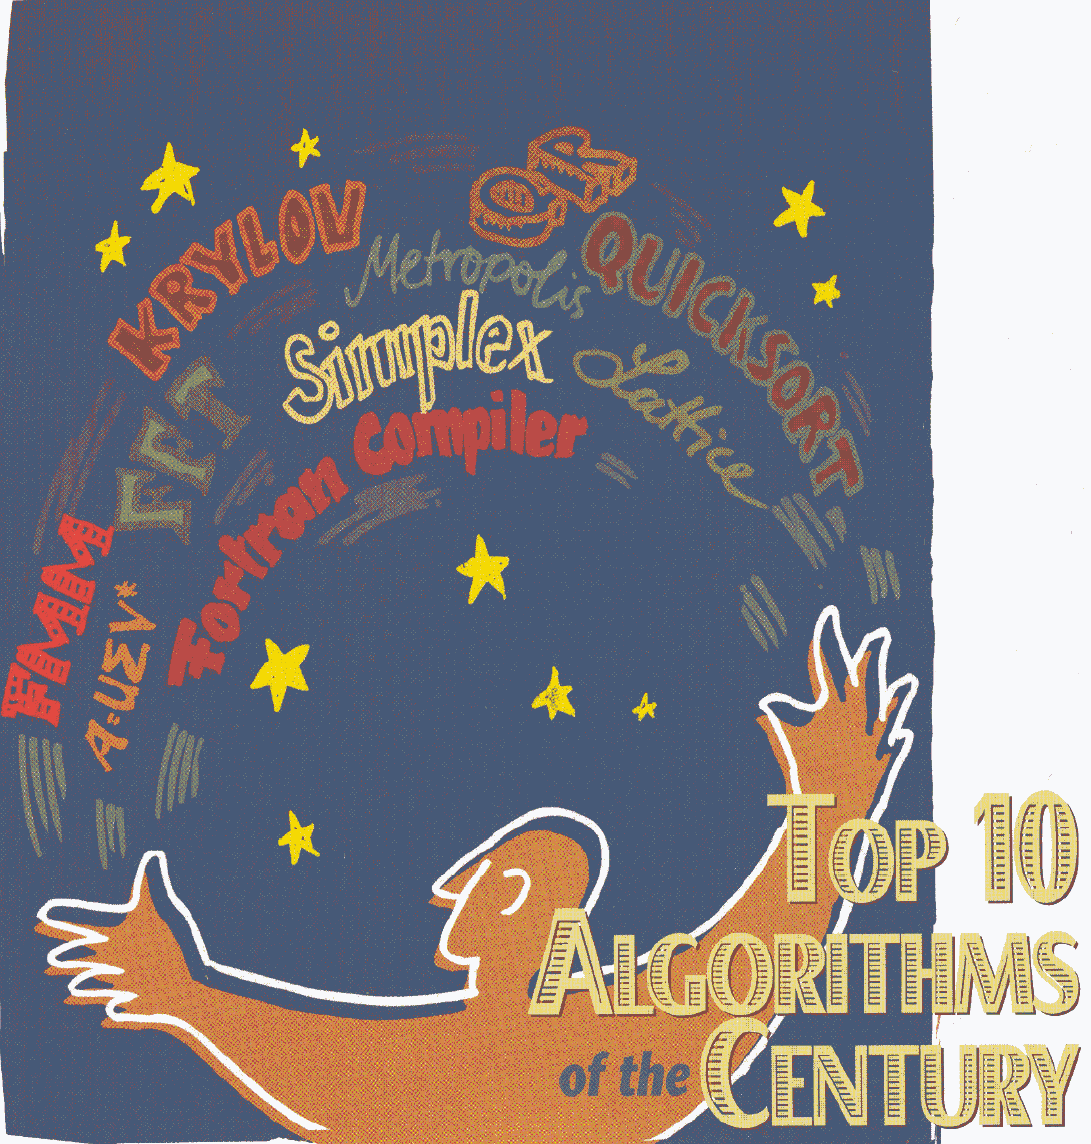 KRYLOV
QR
QUICKSORT
Metropolis
Simplex
Lattice
FFT
Fortran Compiler
FMM
A=UΣV*
TOP 10
ALGORITHMS
of the CENTURY